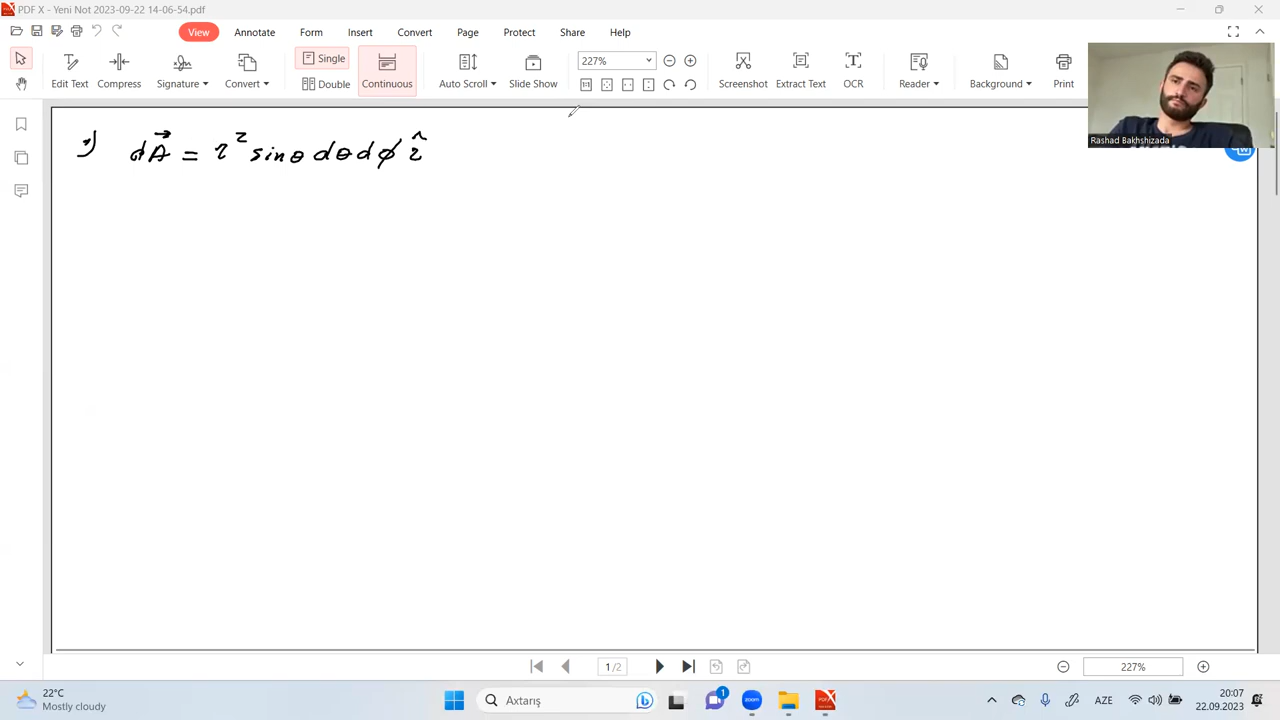 PDF X - Yeni Not 2023-09-22 14-06-54.pdf
View Annotate Form Insert Convert Page Protect Share Help
Edit Text Compress Signature Convert Single Double Continuous Auto Scroll Slide Show 227% Screenshot Extract Text OCR Reader Background Print
Rashad Bakhshizada
1) dA⃗ = r² sinθ dθ dϕ r̂
1 /2
227%
22°C
Mostly cloudy
Axtarış
1
AZE
20:07
22.09.2023